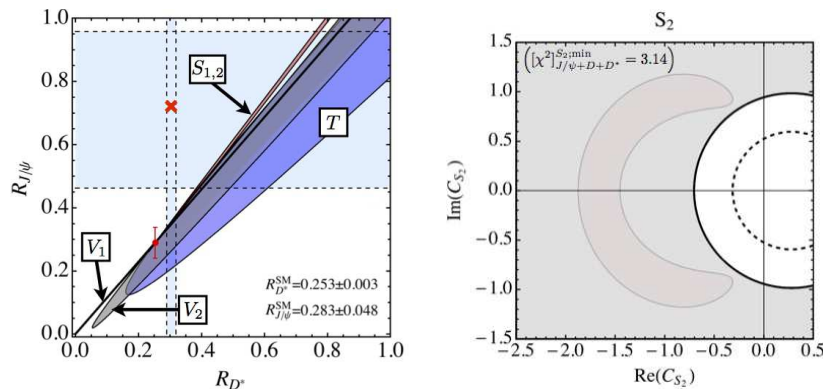 1.0
0.8
0.6
0.4
0.2
0.0
R_{J/ψ}
S_{1,2}
T
V_1
V_2
R^{SM}_{D*}=0.253±0.003
R^{SM}_{J/ψ}=0.283±0.048
0.0 0.2 0.4 0.6 0.8 1.0
R_{D*}
S_2
([χ²]^{S_2;min}_{J/ψ+D+D*} = 3.14)
1.5
1.0
0.5
0.0
-0.5
-1.0
-1.5
Im(C_{S_2})
-2.5 -2.0 -1.5 -1.0 -0.5 0.0 0.5
Re(C_{S_2})